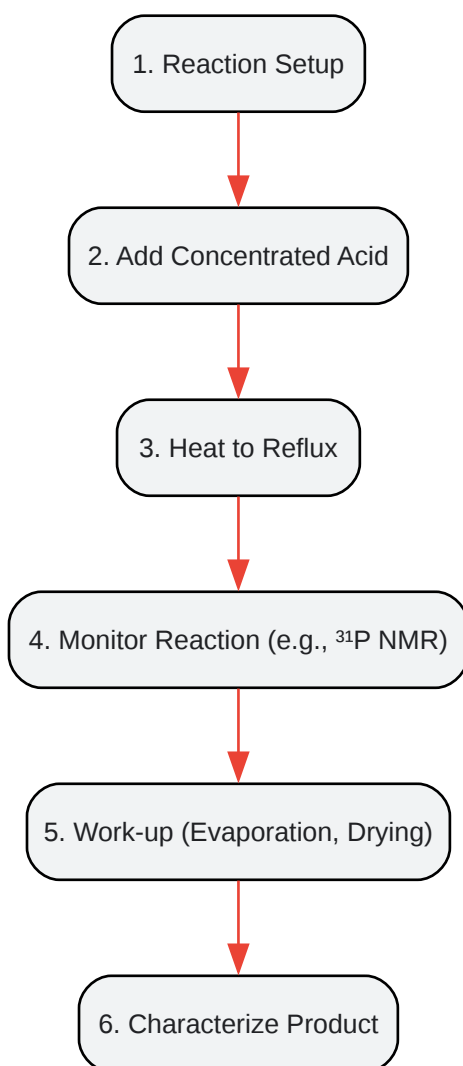 1. Reaction Setup
2. Add Concentrated Acid
3. Heat to Reflux
4. Monitor Reaction (e.g., ³¹P NMR)
5. Work-up (Evaporation, Drying)
6. Characterize Product